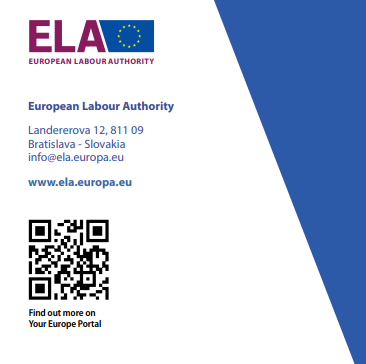 ELA
EUROPEAN LABOUR AUTHORITY
European Labour Authority
Landererova 12, 811 09
Bratislava - Slovakia
info@ela.europa.eu
www.ela.europa.eu
Find out more on
Your Europe Portal